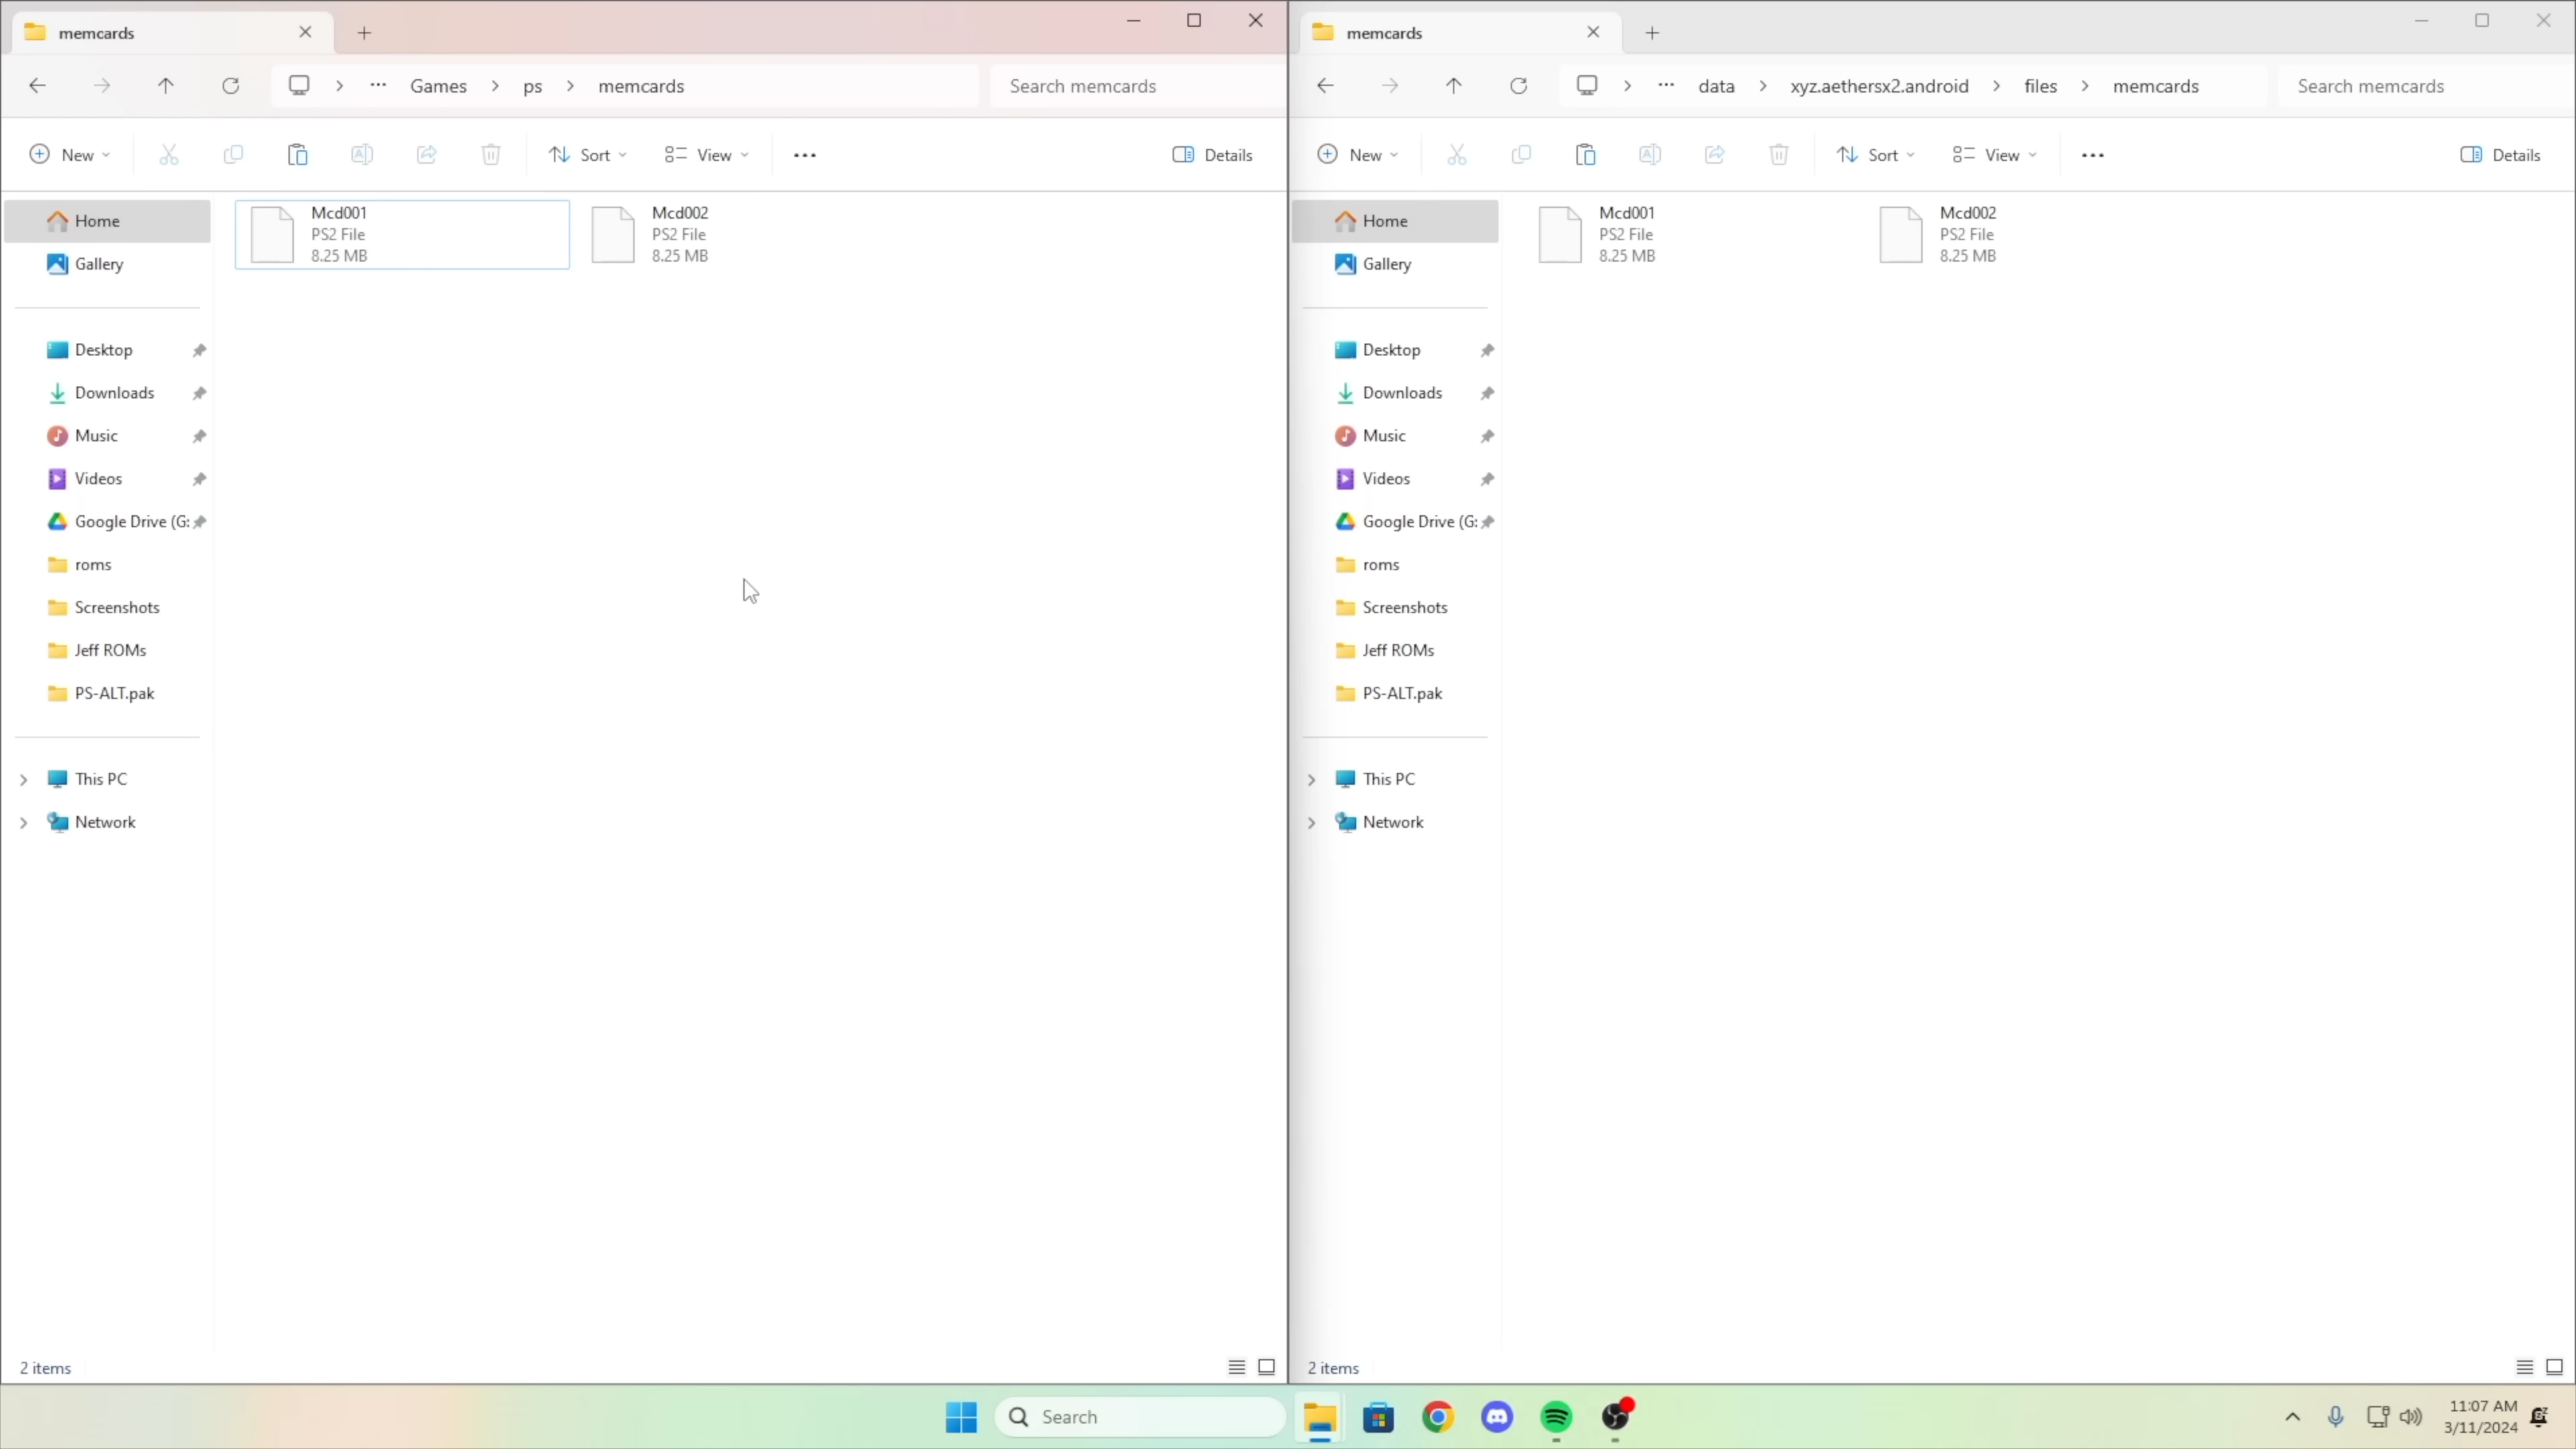 memcards
Games > ps > memcards
Search memcards
New
Sort
View
Details
Home
Gallery
Desktop
Downloads
Music
Videos
Google Drive (G:
roms
Screenshots
Jeff ROMs
PS-ALT.pak
This PC
Network
Mcd001
PS2 File
8.25 MB
Mcd002
PS2 File
8.25 MB
2 items
memcards
data > xyz.aethersx2.android > files > memcards
Search memcards
New
Sort
View
Details
Home
Gallery
Desktop
Downloads
Music
Videos
Google Drive (G:
roms
Screenshots
Jeff ROMs
PS-ALT.pak
This PC
Network
Mcd001
PS2 File
8.25 MB
Mcd002
PS2 File
8.25 MB
2 items
Search
11:07 AM
3/11/2024